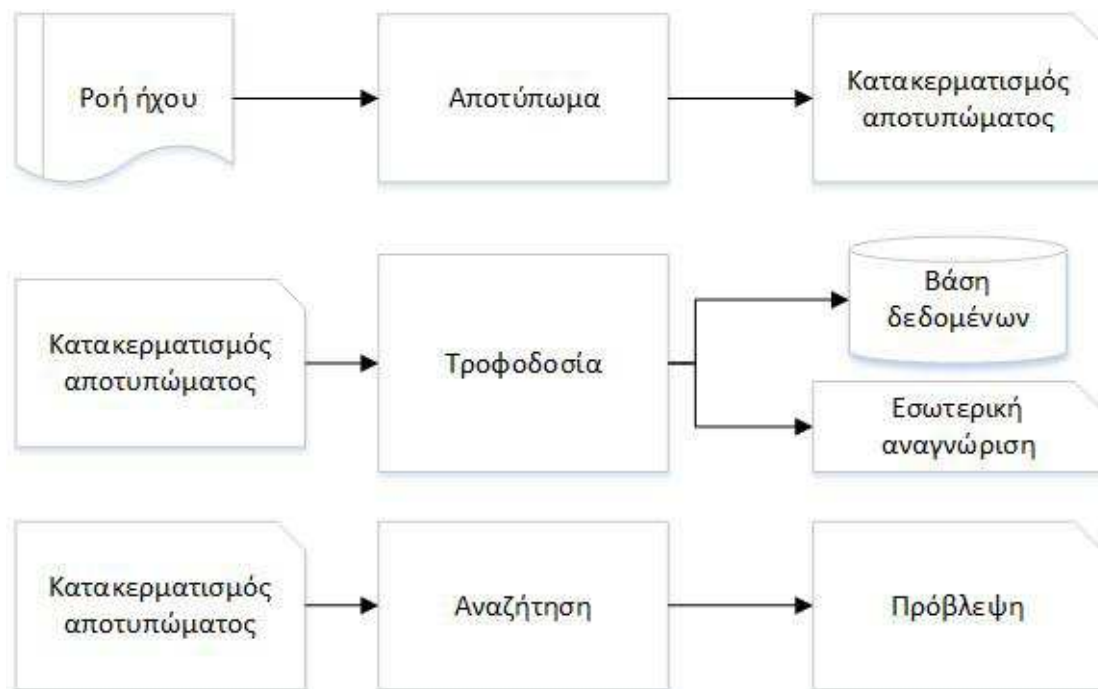 Ροή ήχου
Αποτύπωμα
Κατακερματισμός
αποτυπώματος
Κατακερματισμός
αποτυπώματος
Τροφοδοσία
Βάση
δεδομένων
Εσωτερική
αναγνώριση
Κατακερματισμός
αποτυπώματος
Αναζήτηση
Πρόβλεψη